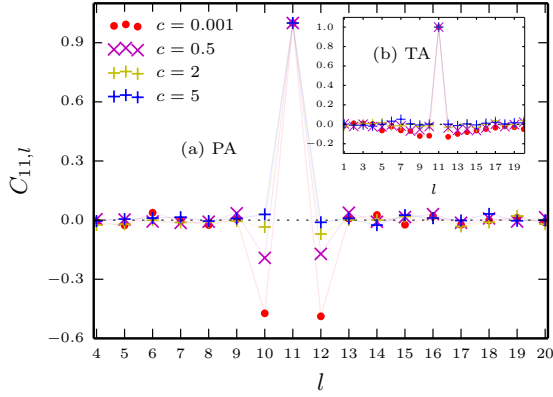 c = 0.001
c = 0.5
c = 2
c = 5
(a) PA
C11,l
0.9
0.6
0.3
0.0
−0.3
−0.6
4 5 6 7 8 9 10 11 12 13 14 15 16 17 18 19 20
l
(b) TA
1.0
0.8
0.6
0.4
0.2
0.0
−0.2
1 3 5 7 9 11 13 15 17 19
l